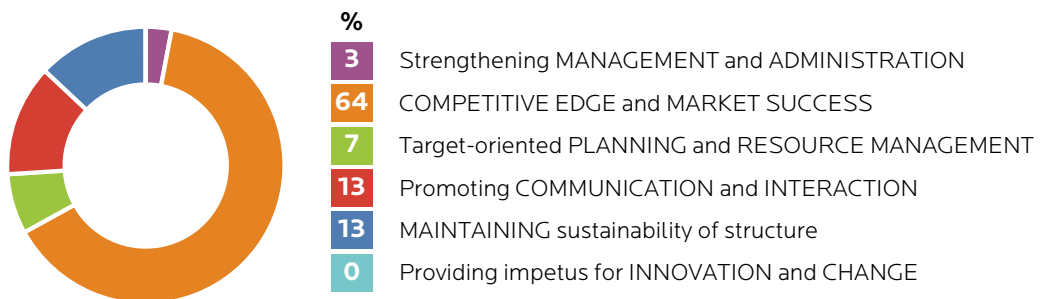 %
3 Strengthening MANAGEMENT and ADMINISTRATION
64 COMPETITIVE EDGE and MARKET SUCCESS
7 Target-oriented PLANNING and RESOURCE MANAGEMENT
13 Promoting COMMUNICATION and INTERACTION
13 MAINTAINING sustainability of structure
0 Providing impetus for INNOVATION and CHANGE